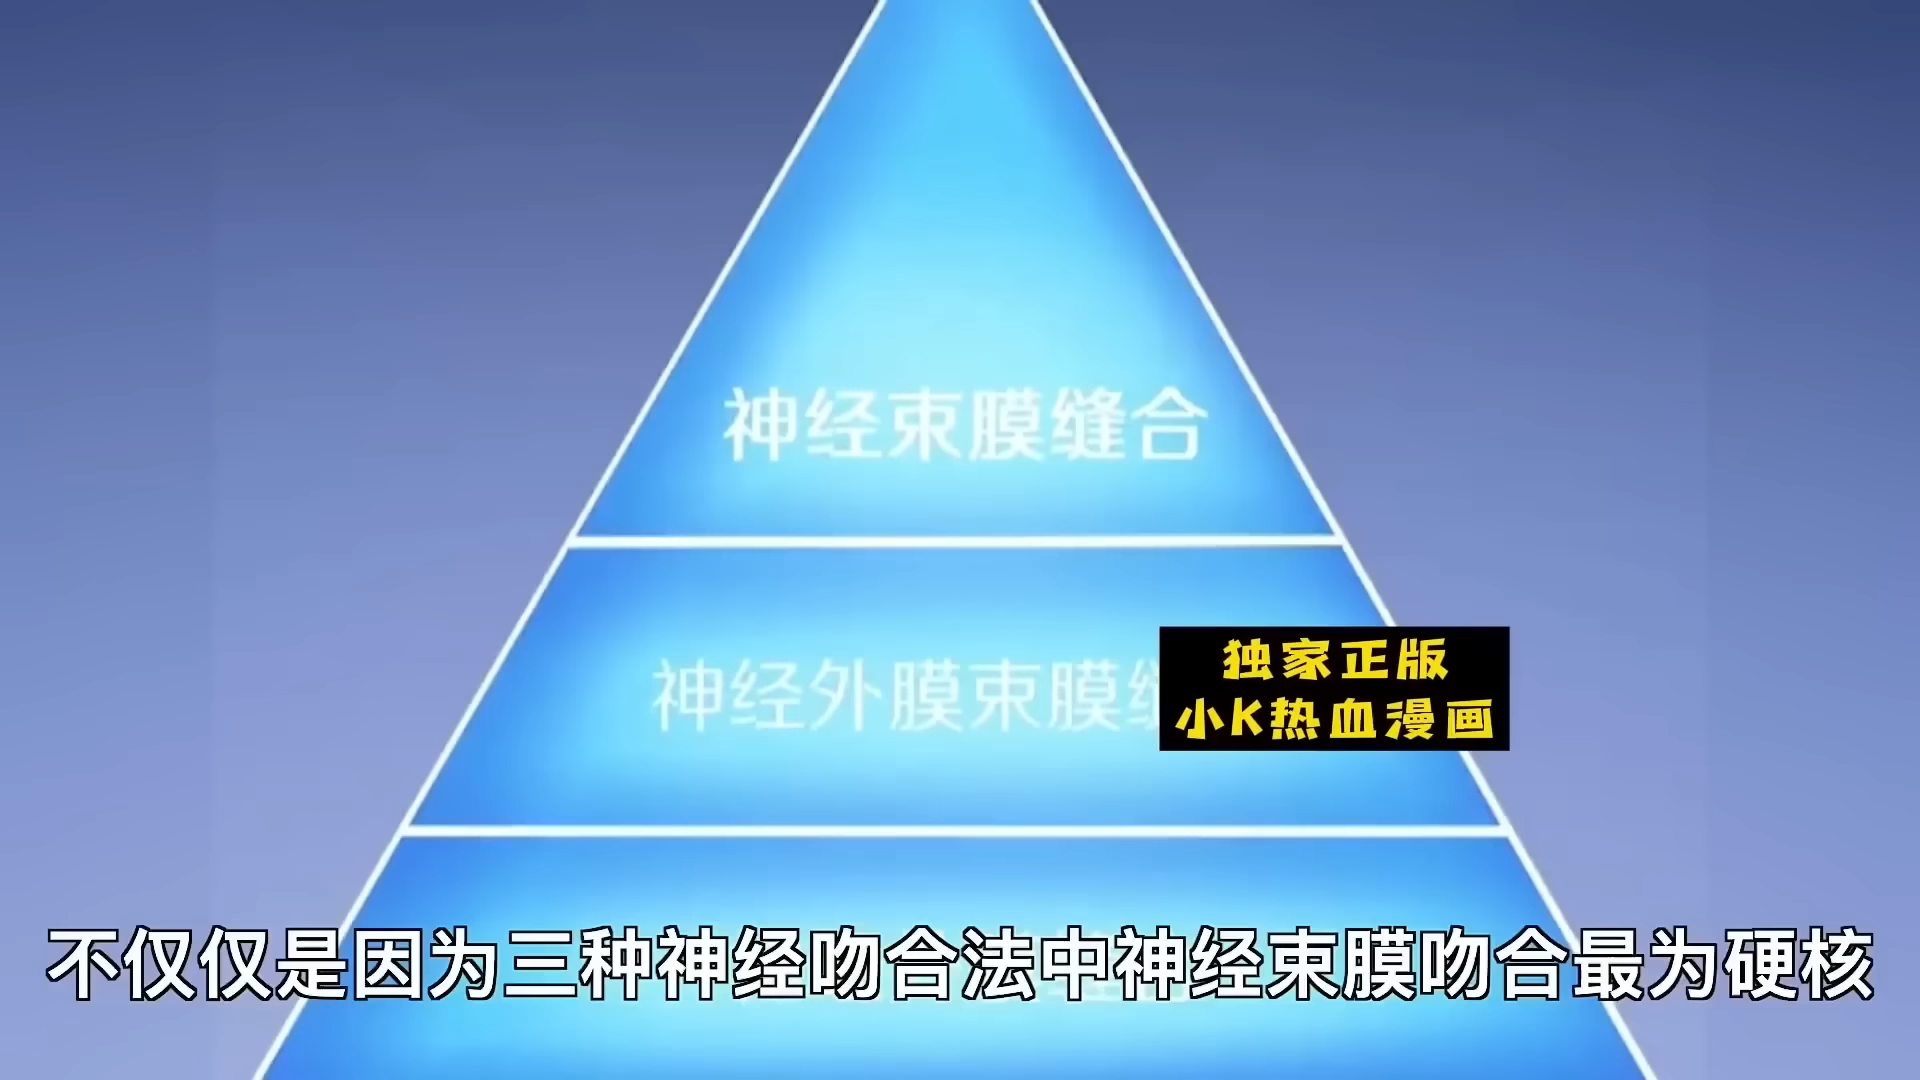 神经束膜缝合
神经外膜束膜
独家正版
小K热血漫画
不仅仅是因为三种神经吻合法中神经束膜吻合最为硬核